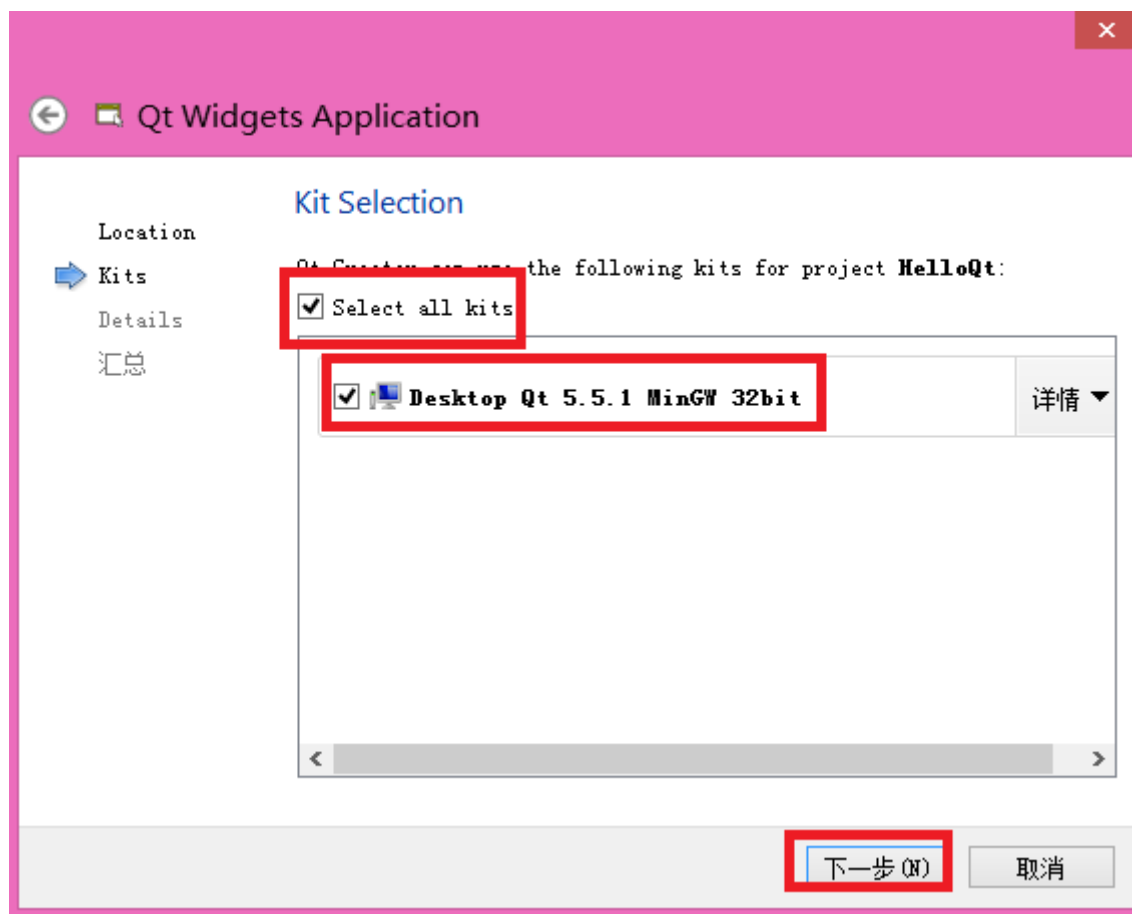 Qt Widgets Application
Kit Selection
Location
Kits
Details
汇总
the following kits for project HelloQt:
Select all kits
Desktop Qt 5.5.1 MinGW 32bit
详情
下一步(N)
取消